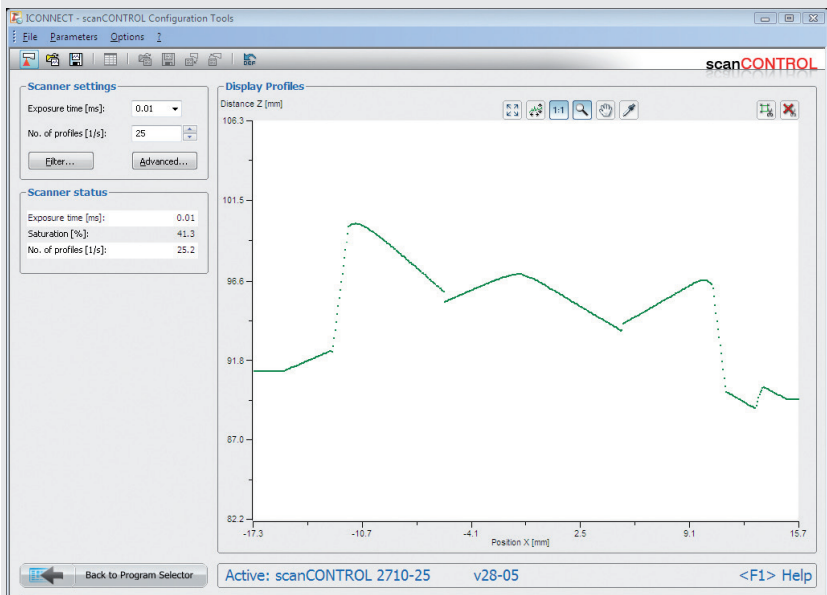 ICONNECT - scanCONTROL Configuration Tools
File Parameters Options ?
DEF
scanCONTROL
Scanner settings
Exposure time [ms]: 0.01
No. of profiles [1/s]: 25
Filter... Advanced...
Scanner status
Exposure time [ms]: 0.01
Saturation [%]: 41.3
No. of profiles [1/s]: 25.2
Display Profiles
Distance Z [mm]
1:1
106.3
101.5
96.6
91.8
87.0
82.2
-17.3 -10.7 -4.1 2.5 9.1 15.7
Position X [mm]
Back to Program Selector
Active: scanCONTROL 2710-25 v28-05 <F1> Help